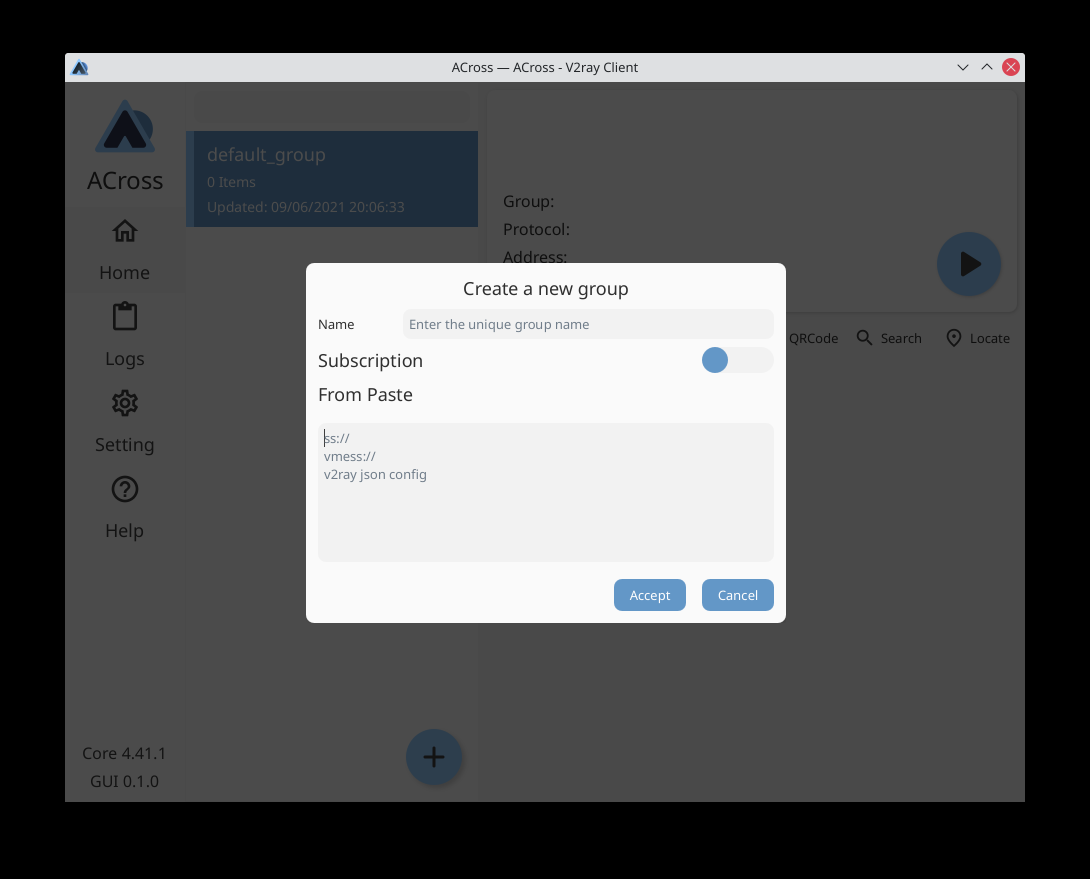 ACross — ACross - V2ray Client
ACross
Home
Logs
Setting
Help
Core 4.41.1
GUI 0.1.0
default_group
0 Items
Updated: 09/06/2021 20:06:33
Group:
Protocol:
Address:
QRCode
Search
Locate
Create a new group
Name
Enter the unique group name
Subscription
From Paste
ss://
vmess://
v2ray json config
Accept
Cancel